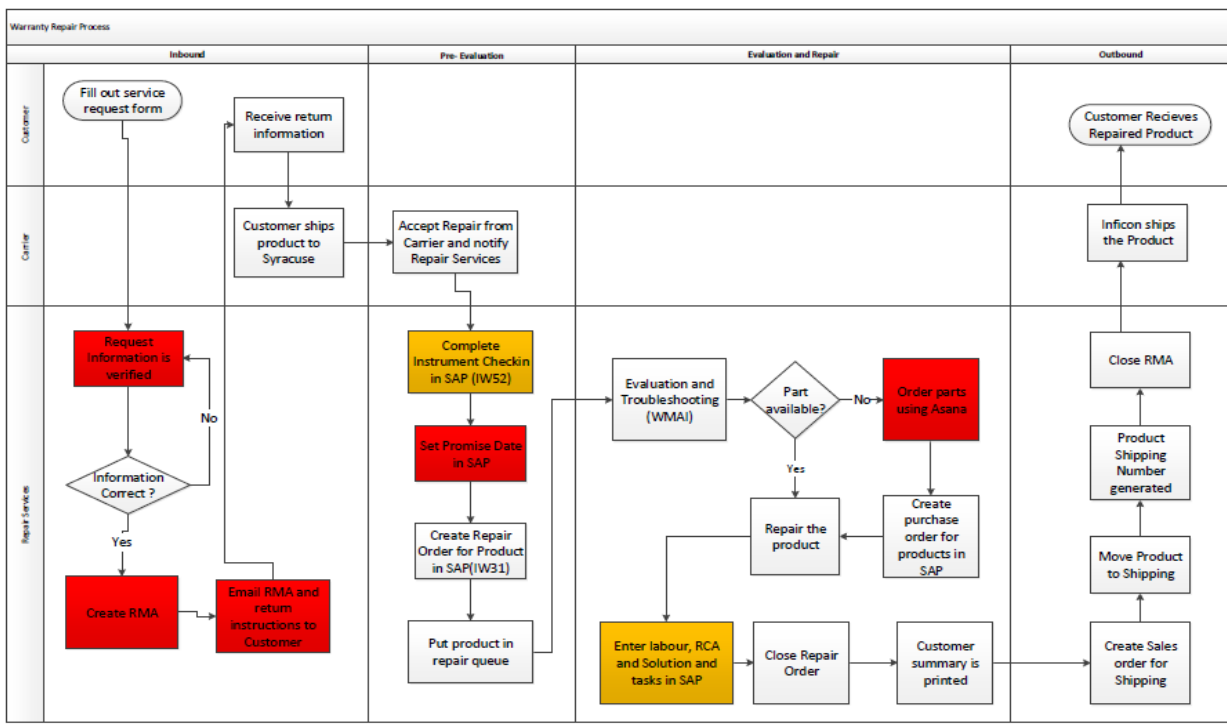 Warranty Repair Process
Inbound
Pre- Evaluation
Evaluation and Repair
Outbound
Customer
Fill out service
request form
Receive return
information
Customer Recieves
Repaired Product
Carrier
Customer ships
product to
Syracuse
Accept Repair from
Carrier and notify
Repair Services
Inficon ships
the Product
Repair Services
Request
information is
verified
No
Information
Correct ?
Yes
Create RMA
Email RMA and
return
instructions to
Customer
Complete
Instrument Checkin
in SAP (IW52)
Set Promise Date
in SAP
Create Repair
Order for Product
in SAP(IW31)
Put product in
repair queue
Evaluation and
Troubleshooting
(WMAI)
Part
available?
No
Order parts
using Asana
Yes
Repair the
product
Create
purchase
order for
products in
SAP
Enter labour, RCA
and Solution and
tasks in SAP
Close Repair
Order
Customer
summary is
printed
Close RMA
Product
Shipping
Number
generated
Move Product
to Shipping
Create Sales
order for
Shipping